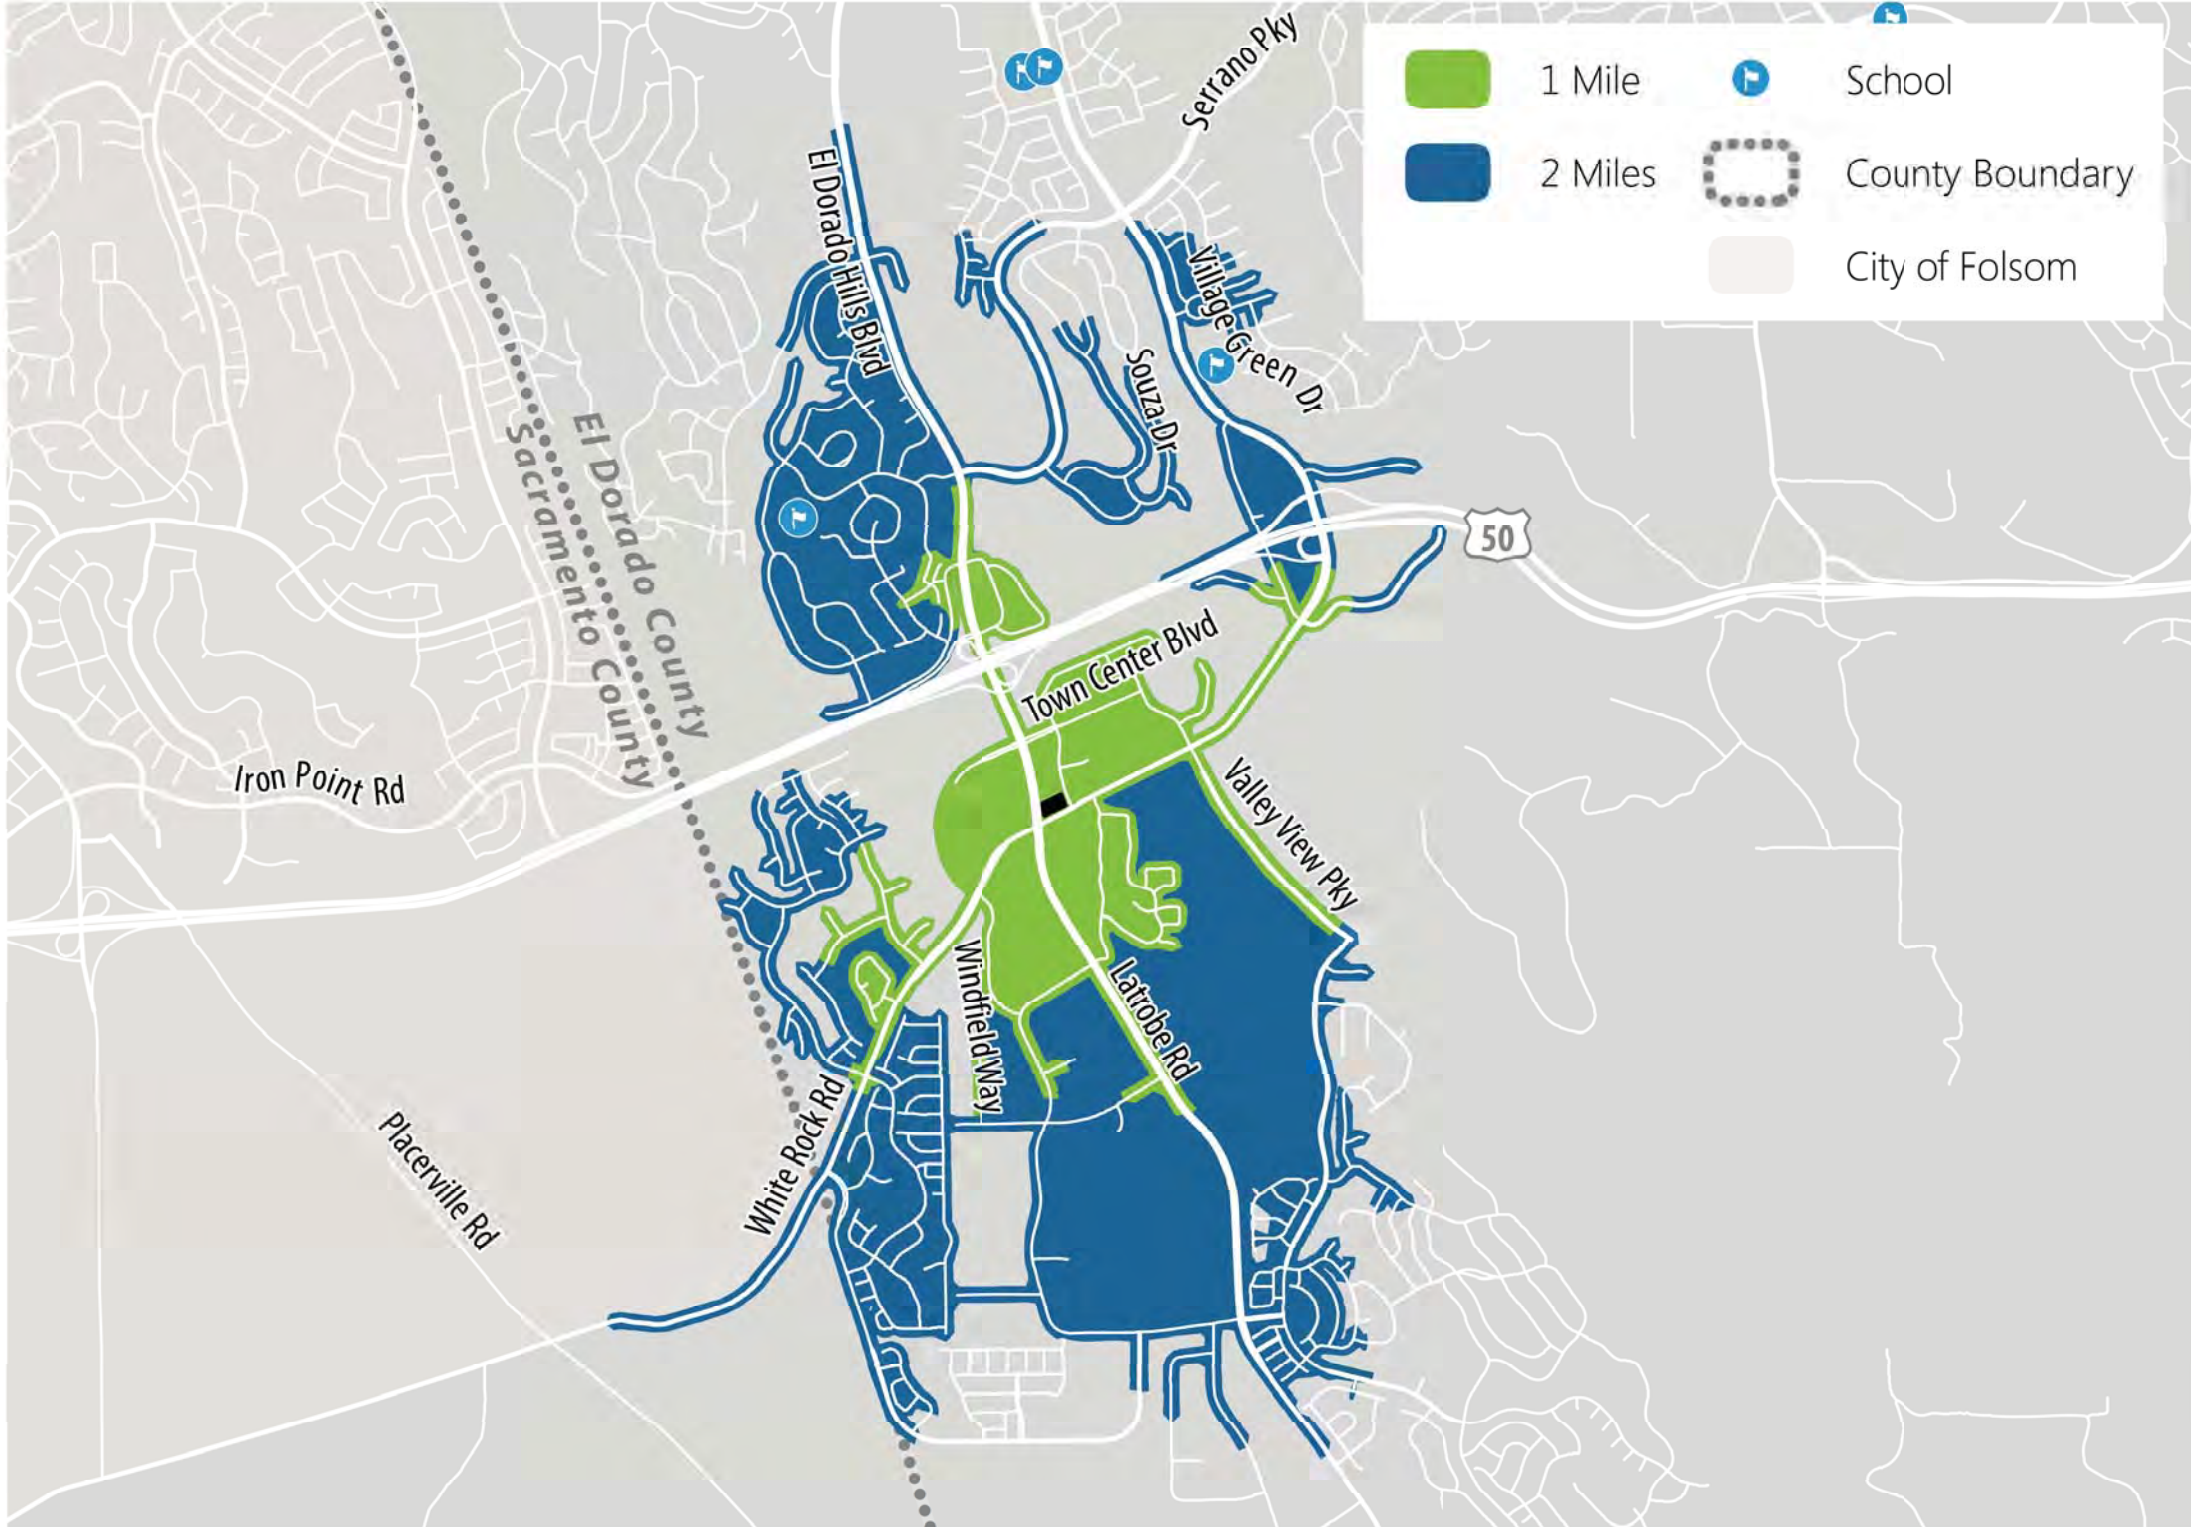 1 Mile
School
2 Miles
County Boundary
City of Folsom
Serrano Pky
El Dorado Hills Blvd
Village Green Dr
Souza Dr
50
El Dorado County
Sacramento County
Town Center Blvd
Iron Point Rd
Valley View Pky
Windfield Way
Latrobe Rd
White Rock Rd
Placerville Rd